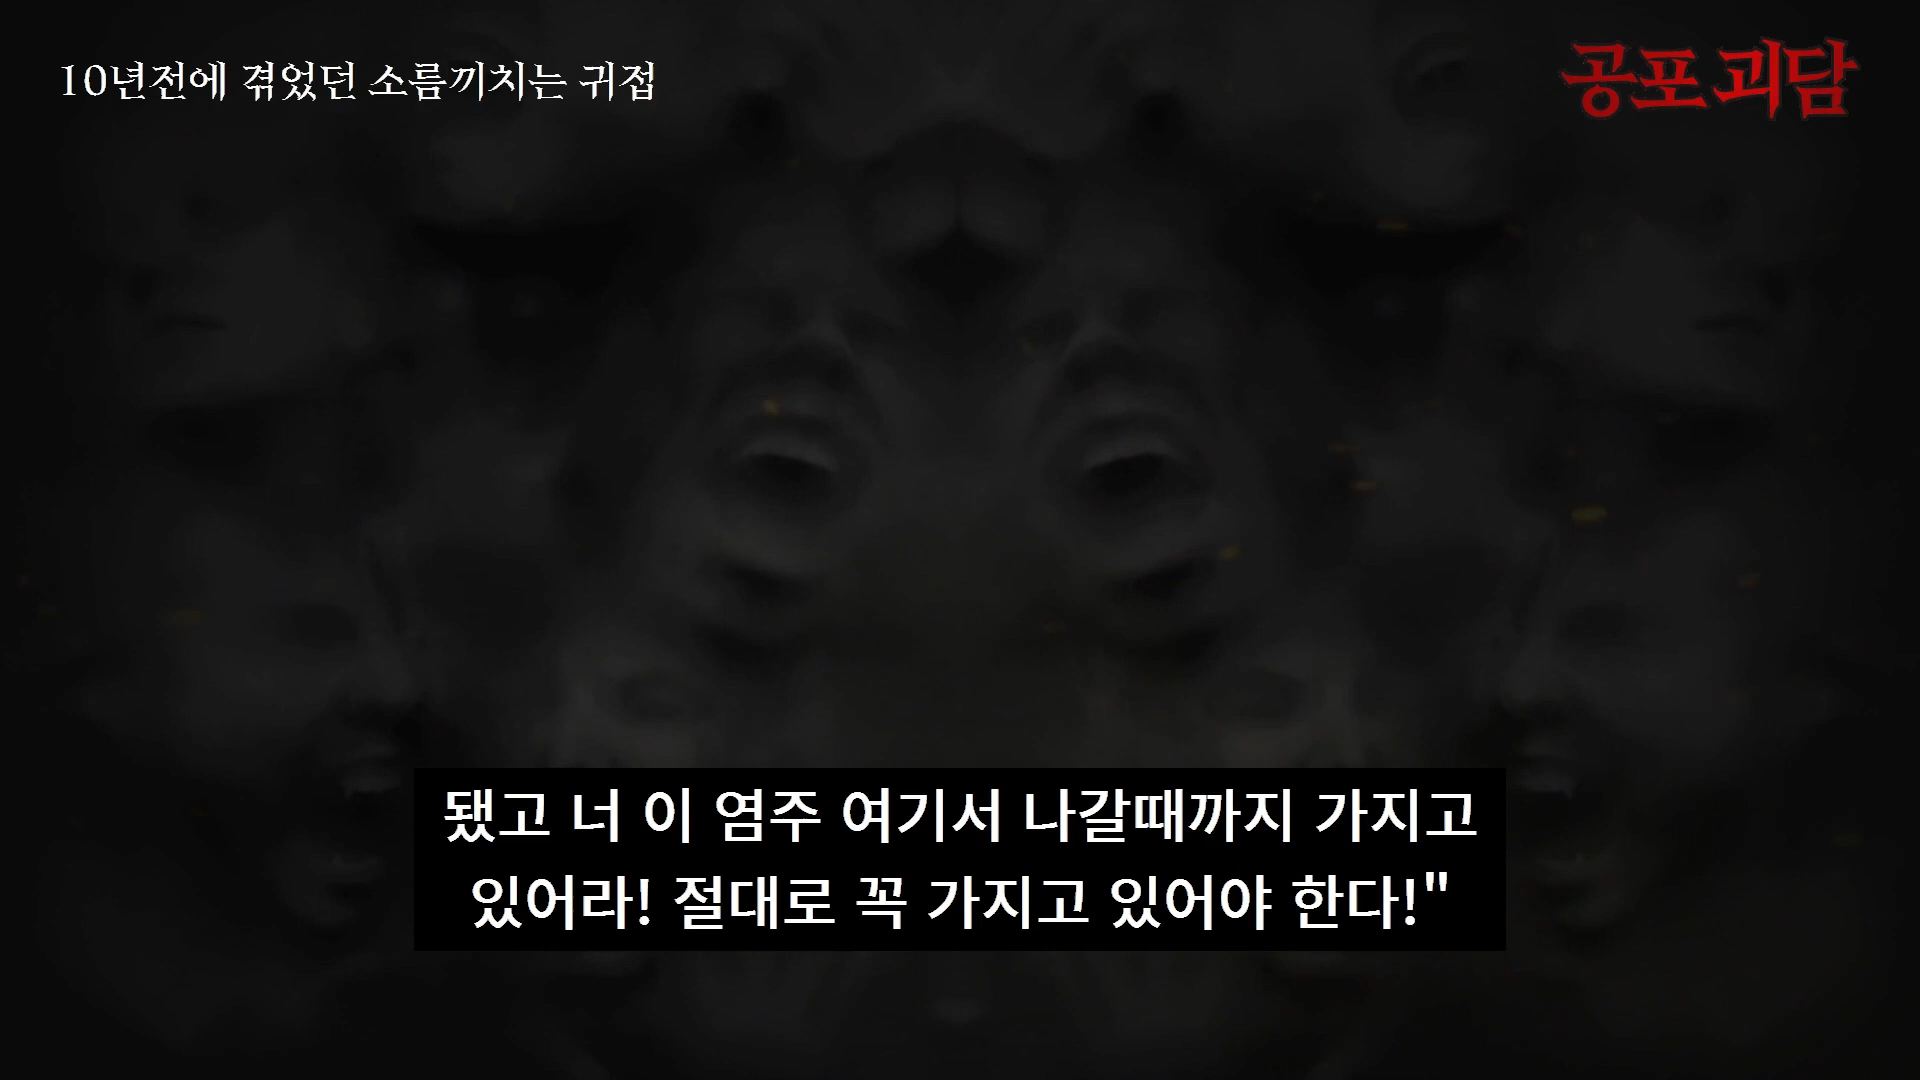 10년전에 겪었던 소름끼치는 귀접
공포괴담
됐고 너 이 염주 여기서 나갈때까지 가지고
있어라! 절대로 꼭 가지고 있어야 한다!"